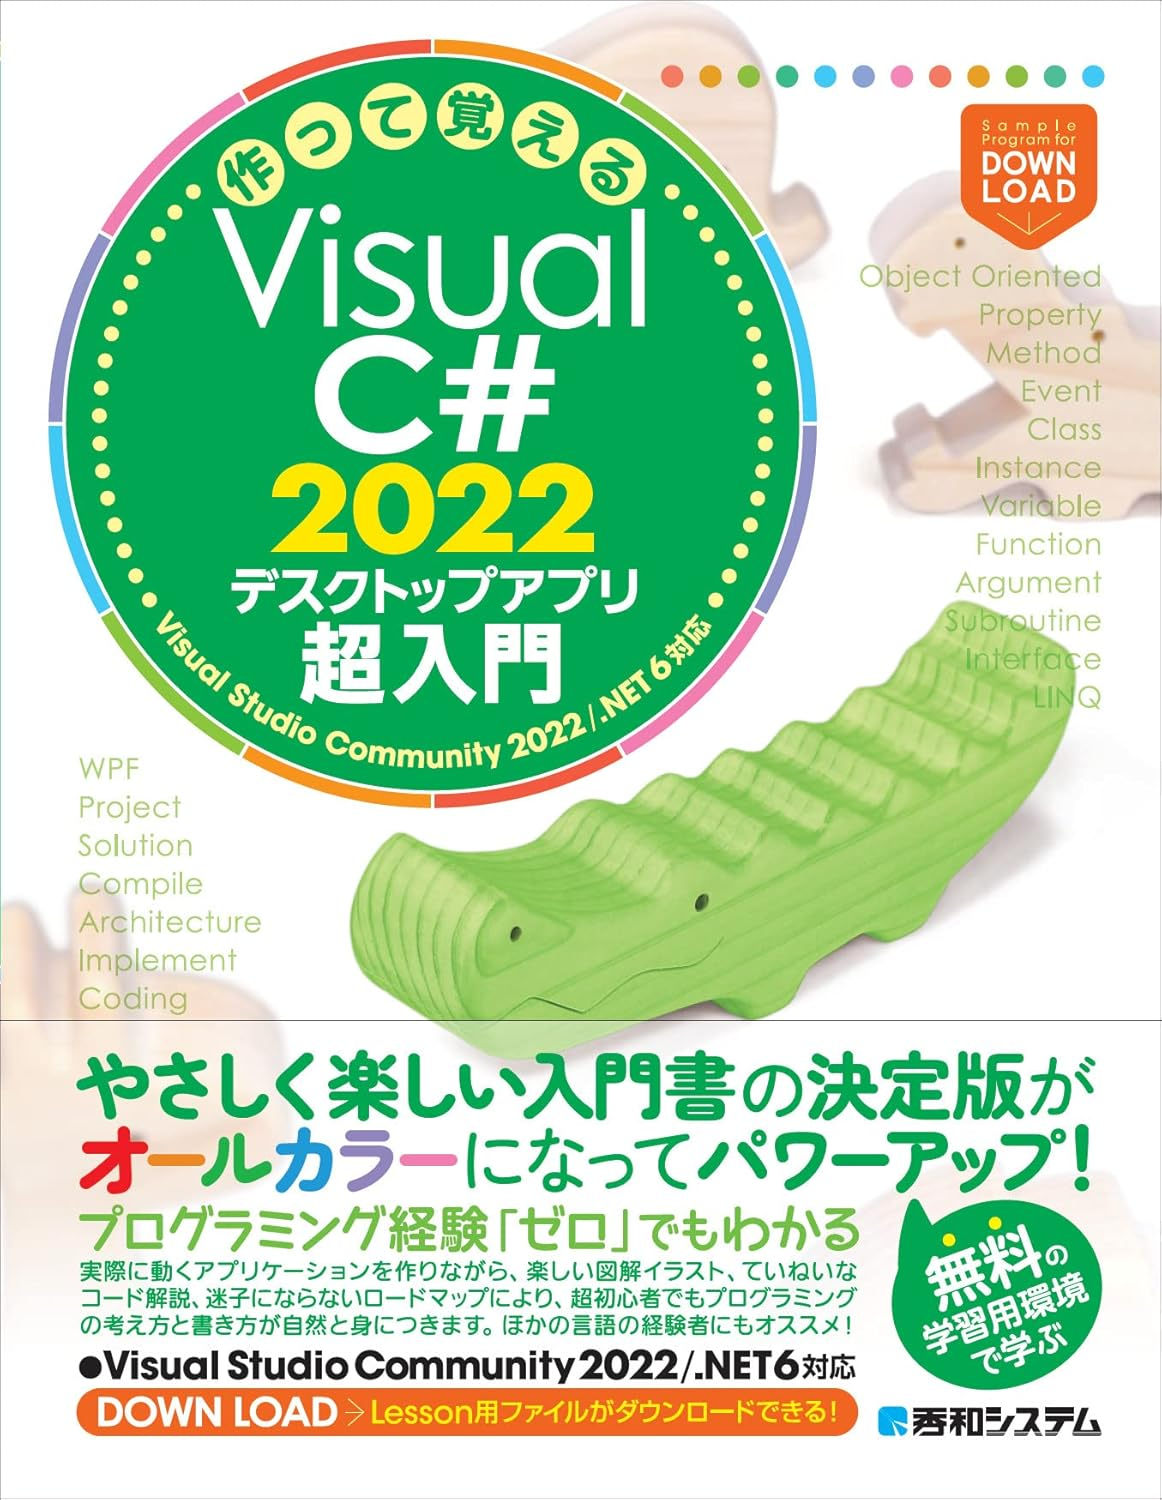 作って覚える
Visual
C#
2022
デスクトップアプリ
超入門
Visual Studio Community 2022/.NET 6対応
Sample
Program for
DOWN
LOAD
Object Oriented
Property
Method
Event
Class
Instance
Variable
Function
Argument
Subroutine
Interface
LINQ
WPF
Project
Solution
Compile
Architecture
Implement
Coding
やさしく楽しい入門書の決定版が
オールカラーになってパワーアップ!
プログラミング経験「ゼロ」でもわかる
実際に動くアプリケーションを作りながら、楽しい図解イラスト、ていねいな
コード解説、迷子にならないロードマップにより、超初心者でもプログラミング
の考え方と書き方が自然と身につきます。ほかの言語の経験者にもオススメ!
●Visual Studio Community 2022/.NET6対応
DOWN LOAD > Lesson用ファイルがダウンロードできる!
無料の
学習用環境
で学ぶ
秀和システム